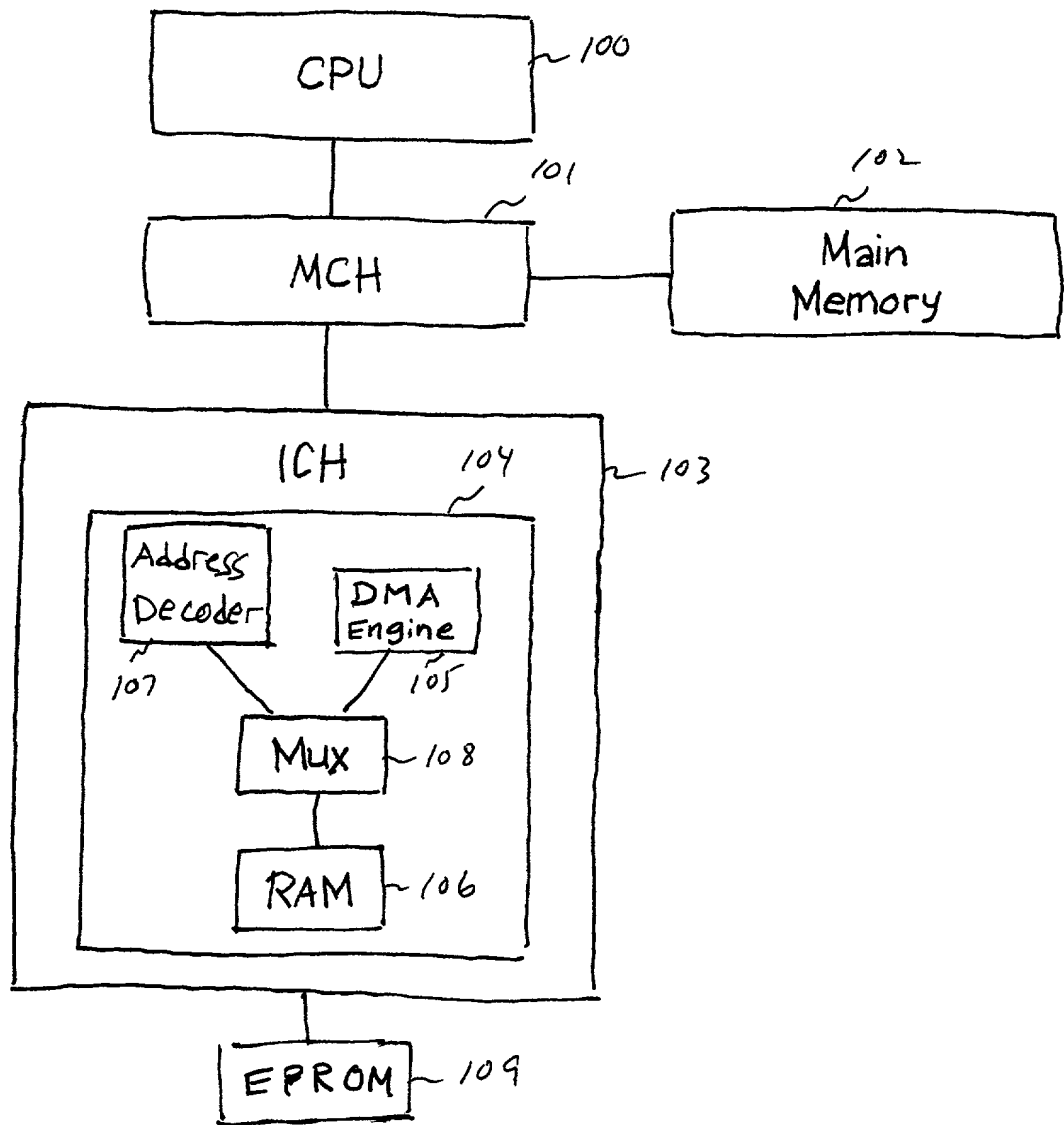 CPU
100
101
102
MCH
Main
Memory
ICH
103
104
Address
Decoder
107
DMA
Engine
105
Mux
108
RAM
106
EPROM
109